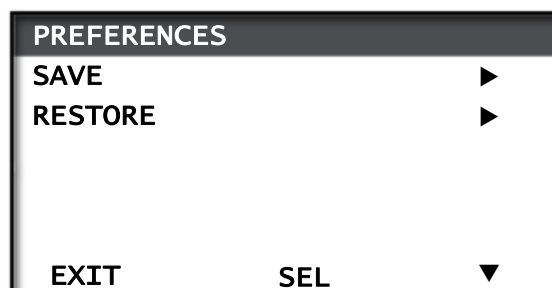 PREFERENCES
SAVE ▶
RESTORE ▶
EXIT SEL ▼